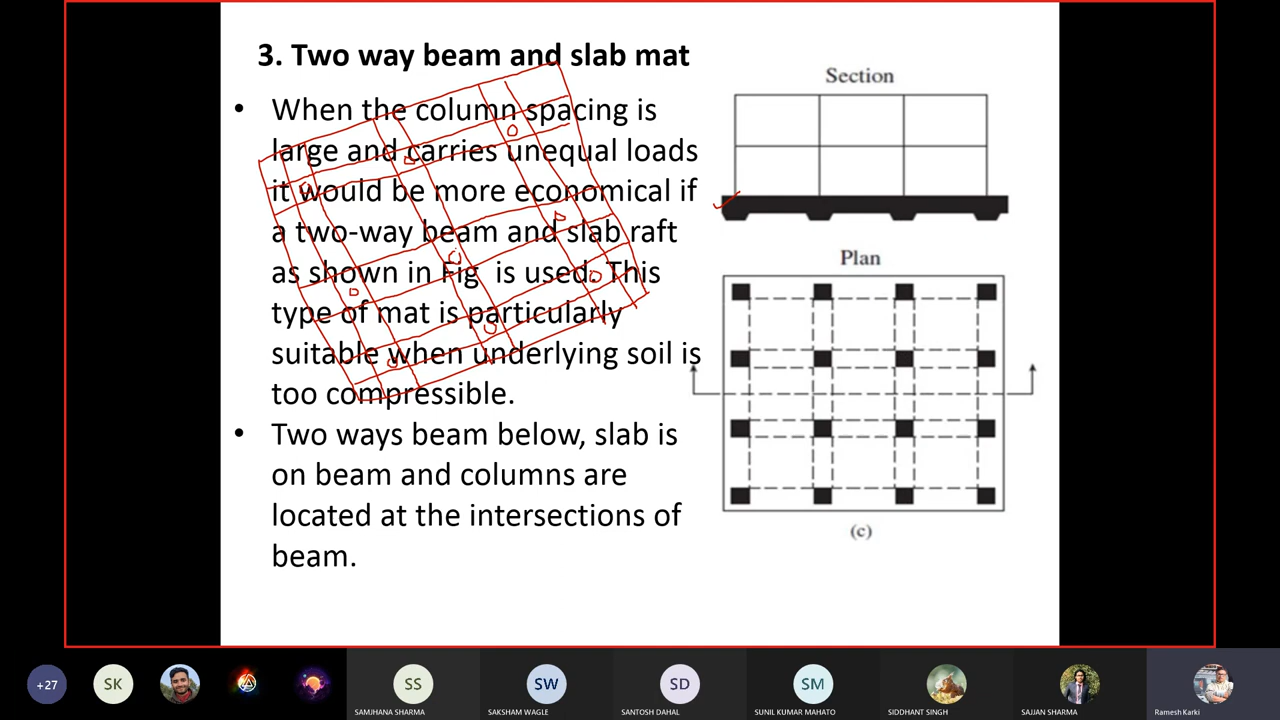 3. Two way beam and slab mat
• When the column spacing is
large and carries unequal loads
it would be more economical if
a two-way beam and slab raft
as shown in Fig is used. This
type of mat is particularly
suitable when underlying soil is
too compressible.
• Two ways beam below, slab is
on beam and columns are
located at the intersections of
beam.
Section
Plan
(c)
+27
SK
SS
SAMJHANA SHARMA
SW
SAKSHAM WAGLE
SD
SANTOSH DAHAL
SM
SUNIL KUMAR MAHATO
SIDDHANT SINGH
SAJJAN SHARMA
Ramesh Karki